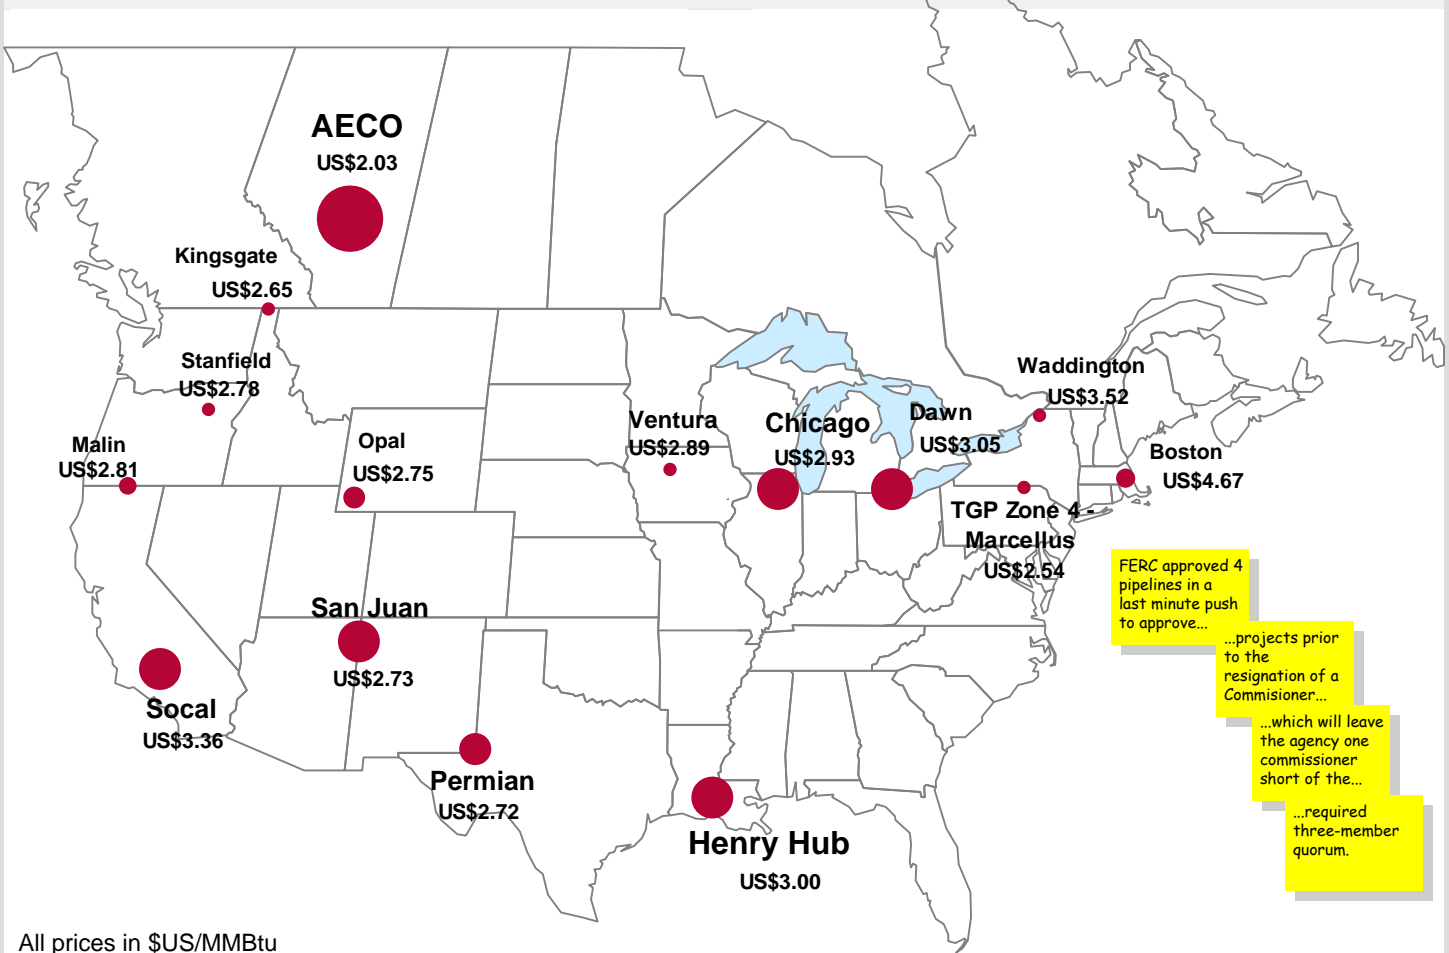 AECO
US$2.03
Kingsgate
US$2.65
Stanfield
US$2.78
Waddington
US$3.52
Ventura
US$2.89
Chicago
US$2.93
Dawn
US$3.05
Malin
US$2.81
Opal
US$2.75
Boston
US$4.67
TGP Zone 4 -
Marcellus
US$2.54
San Juan
US$2.73
Socal
US$3.36
Permian
US$2.72
Henry Hub
US$3.00
FERC approved 4
pipelines in a
last minute push
to approve...
...projects prior
to the
resignation of a
Commisioner...
...which will leave
the agency one
commissioner
short of the...
...required
three-member
quorum.
All prices in $US/MMBtu